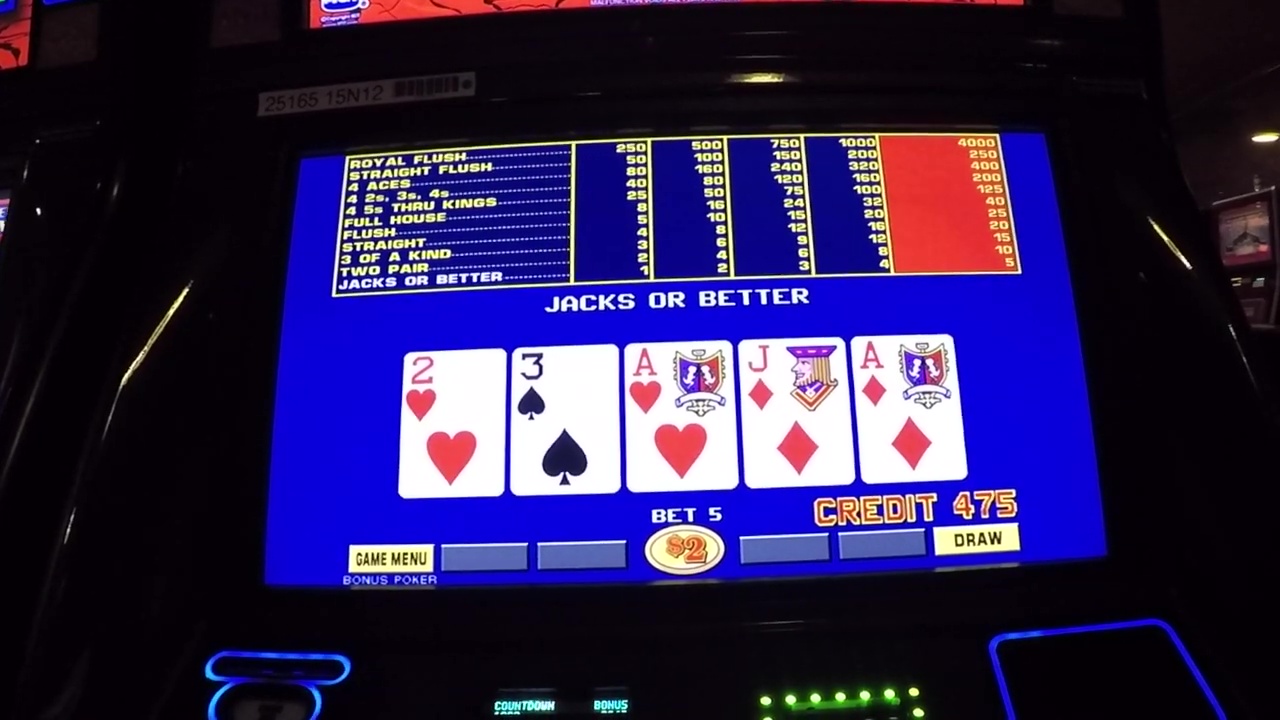 25165 15N12
ROYAL FLUSH 250 500 750 1000 4000
STRAIGHT FLUSH 50 100 150 200 250
4 ACES 80 160 240 320 400
4 2s, 3s, 4s 40 80 120 160 200
4 5s THRU KINGS 25 50 75 100 125
FULL HOUSE 8 16 24 32 40
FLUSH 5 10 15 20 25
STRAIGHT 4 8 12 16 20
3 OF A KIND 3 6 9 12 15
TWO PAIR 2 4 6 8 10
JACKS OR BETTER 1 2 3 4 5
JACKS OR BETTER
2 3 A J A
BET 5 CREDIT 475
GAME MENU $2 DRAW
BONUS POKER
COUNTDOWN BONUS